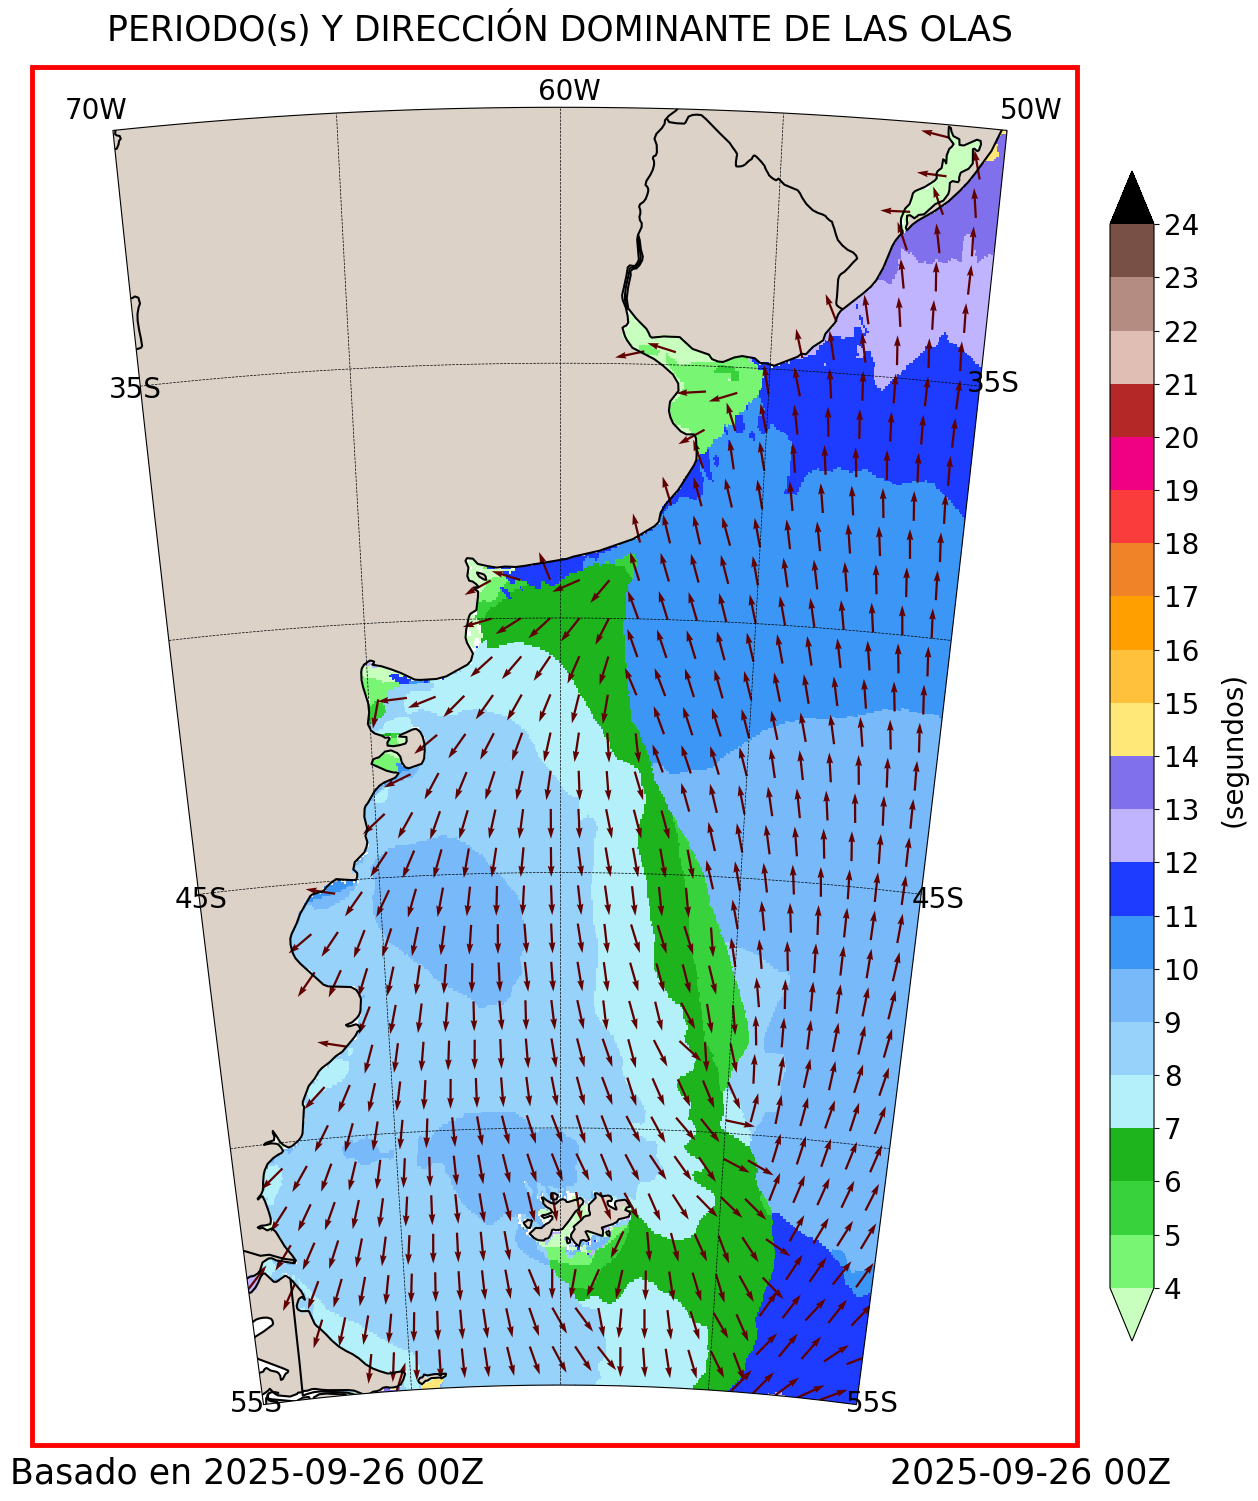 PERIODO(s) Y DIRECCIÓN DOMINANTE DE LAS OLAS
70W
60W
50W
35S
35S
45S
45S
55S
55S
24
23
22
21
20
19
18
17
16
15
14
13
12
11
10
9
8
7
6
5
4
(segundos)
Basado en 2025-09-26 00Z
2025-09-26 00Z